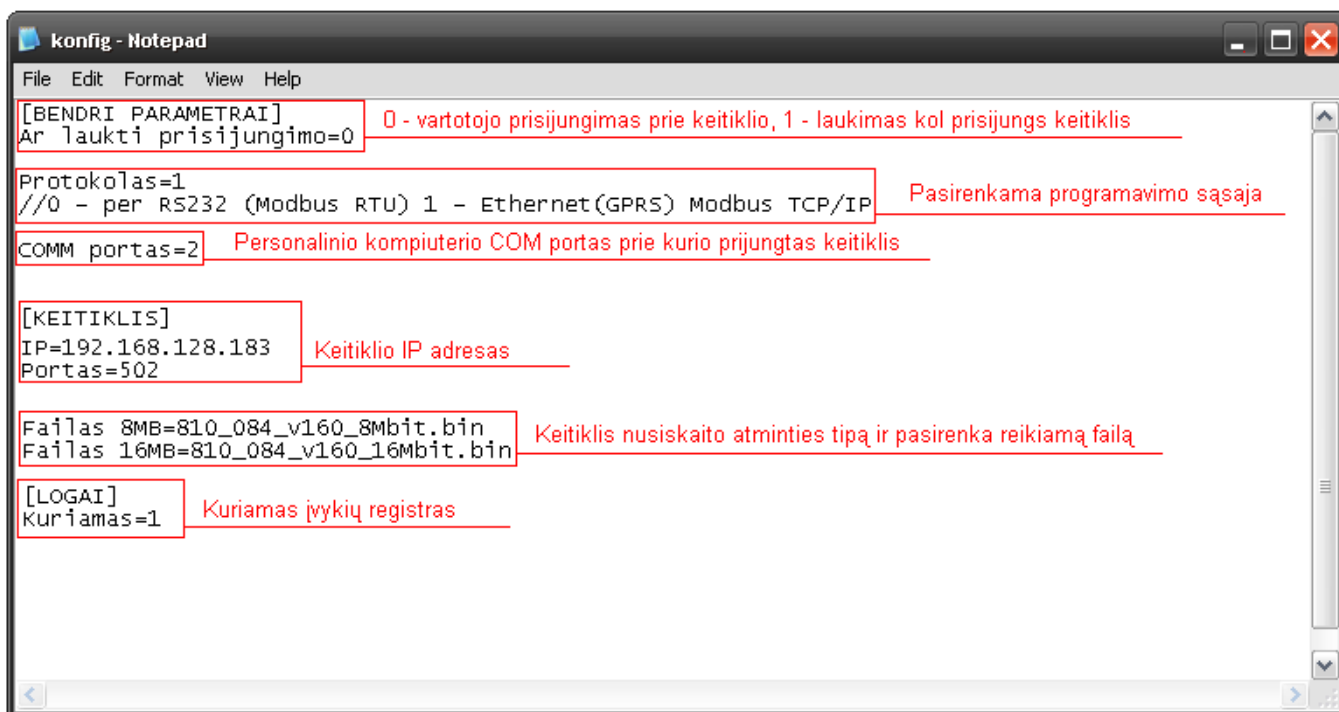 konfig - Notepad
File Edit Format View Help
[BENDRI PARAMETRAI]
Ar laukti prisijungimo=0
0 - vartotojo prisijungimas prie keitiklio, 1 - laukimas kol prisijungs keitiklis
Protokolas=1
//0 – per RS232 (Modbus RTU) 1 – Ethernet(GPRS) Modbus TCP/IP
Pasirenkama programavimo sąsaja
COMM portas=2
Personalinio kompiuterio COM portas prie kurio prijungtas keitiklis
[KEITIKLIS]
IP=192.168.128.183
Portas=502
Keitiklio IP adresas
Failas 8MB=810_084_v160_8Mbit.bin
Failas 16MB=810_084_v160_16Mbit.bin
Keitiklis nusiskaito atminties tipą ir pasirenka reikiamą failą
[LOGAI]
Kuriamas=1
Kuriamas įvykių registras